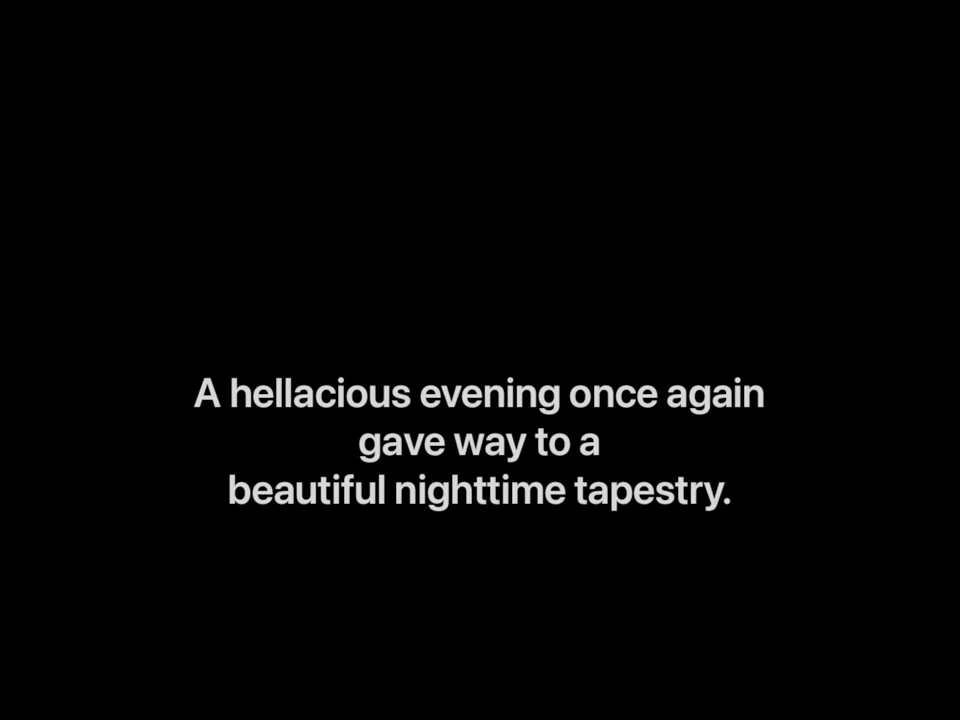 A hellacious evening once again
gave way to a
beautiful nighttime tapestry.